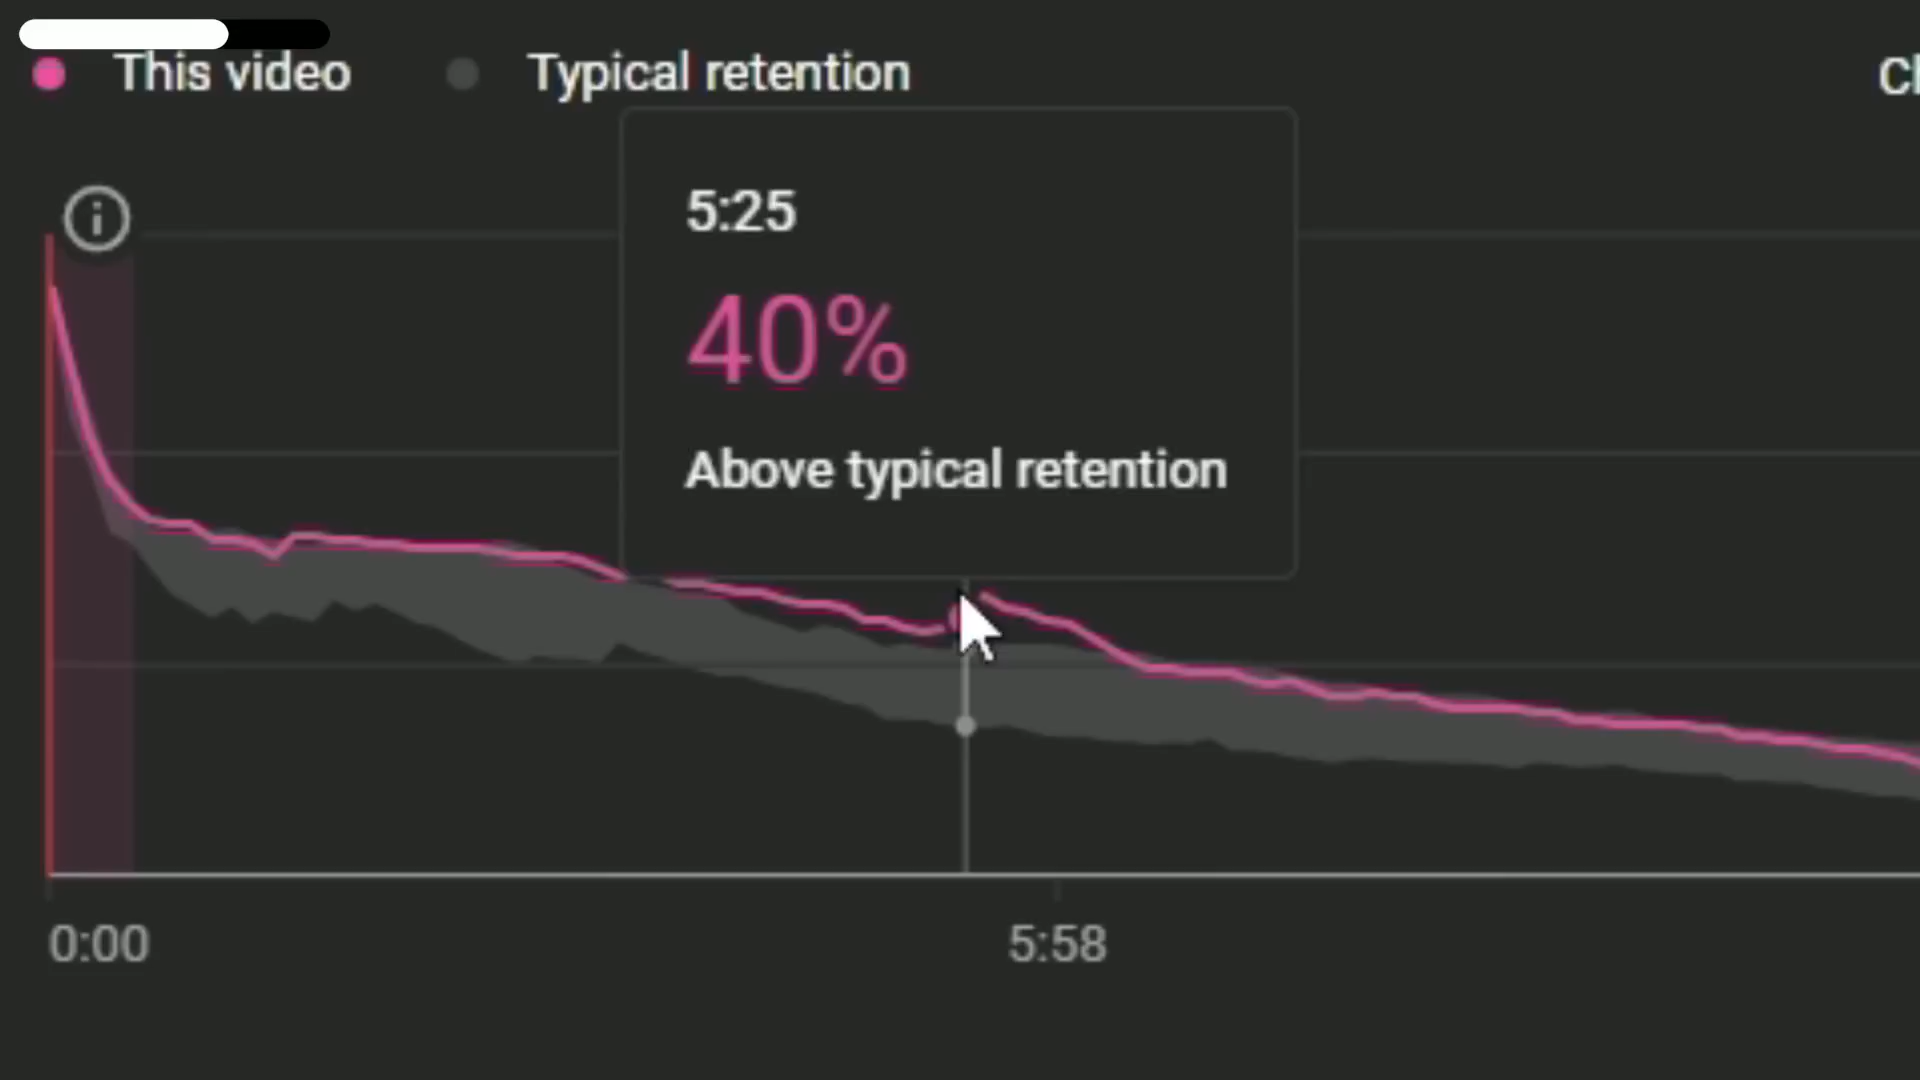 This video
Typical retention
5:25
40%
Above typical retention
0:00
5:58